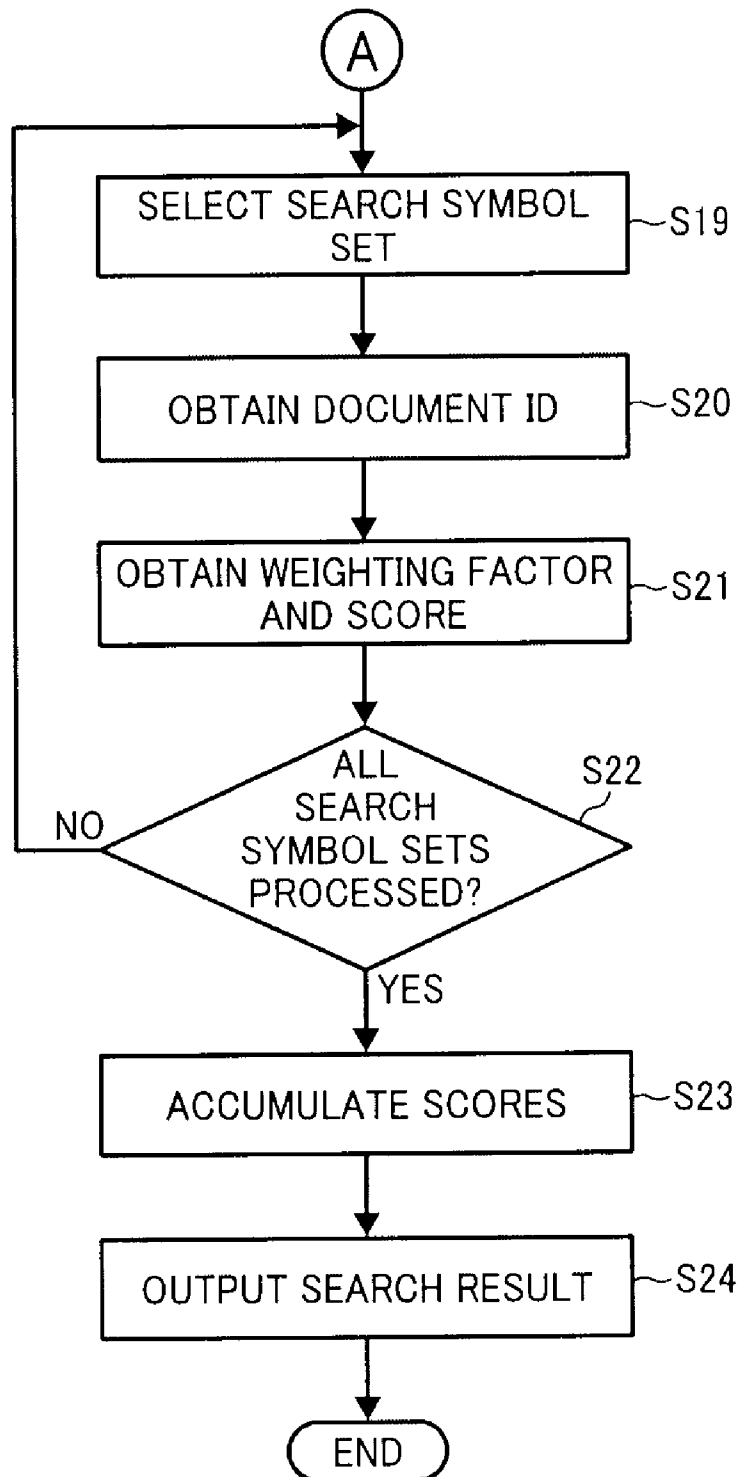 A
SELECT SEARCH SYMBOL
SET
S19
OBTAIN DOCUMENT ID
S20
OBTAIN WEIGHTING FACTOR
AND SCORE
S21
ALL
SEARCH
SYMBOL SETS
PROCESSED?
S22
NO
YES
ACCUMULATE SCORES
S23
OUTPUT SEARCH RESULT
S24
END